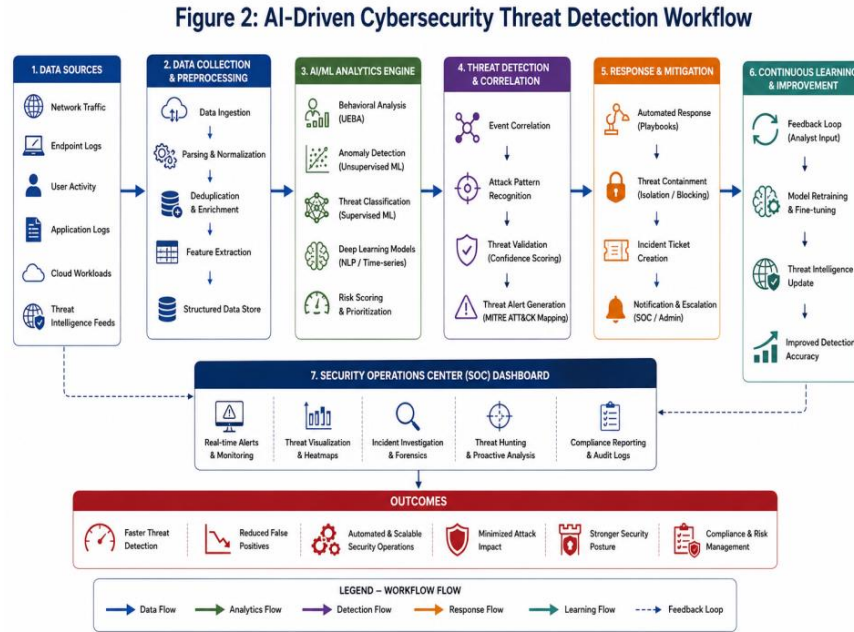 Figure 2: AI-Driven Cybersecurity Threat Detection Workflow
1. DATA SOURCES
Network Traffic
Endpoint Logs
User Activity
Application Logs
Cloud Workloads
Threat
Intelligence Feeds
2. DATA COLLECTION
& PREPROCESSING
Data Ingestion
Parsing & Normalization
Deduplication
& Enrichment
Feature Extraction
Structured Data Store
3. AI/ML ANALYTICS ENGINE
Behavioral Analysis
(UEBA)
Anomaly Detection
(Unsupervised ML)
Threat Classification
(Supervised ML)
Deep Learning Models
(NLP / Time-series)
Risk Scoring
& Prioritization
4. THREAT DETECTION
& CORRELATION
Event Correlation
Attack Pattern
Recognition
Threat Validation
(Confidence Scoring)
Threat Alert Generation
(MITRE ATT&CK Mapping)
5. RESPONSE & MITIGATION
Automated Response
(Playbooks)
Threat Containment
(Isolation / Blocking)
Incident Ticket
Creation
Notification & Escalation
(SOC / Admin)
6. CONTINUOUS LEARNING
& IMPROVEMENT
Feedback Loop
(Analyst Input)
Model Retraining
& Fine-tuning
Threat Intelligence
Update
Improved Detection
Accuracy
7. SECURITY OPERATIONS CENTER (SOC) DASHBOARD
Real-time Alerts
& Monitoring
Threat Visualization
& Heatmaps
Incident Investigation
& Forensics
Threat Hunting
& Proactive Analysis
Compliance Reporting
& Audit Logs
OUTCOMES
Faster Threat
Detection
Reduced False
Positives
Automated & Scalable
Security Operations
Minimized Attack
Impact
Stronger Security
Posture
Compliance & Risk
Management
LEGEND – WORKFLOW FLOW
Data Flow
Analytics Flow
Detection Flow
Response Flow
Learning Flow
Feedback Loop